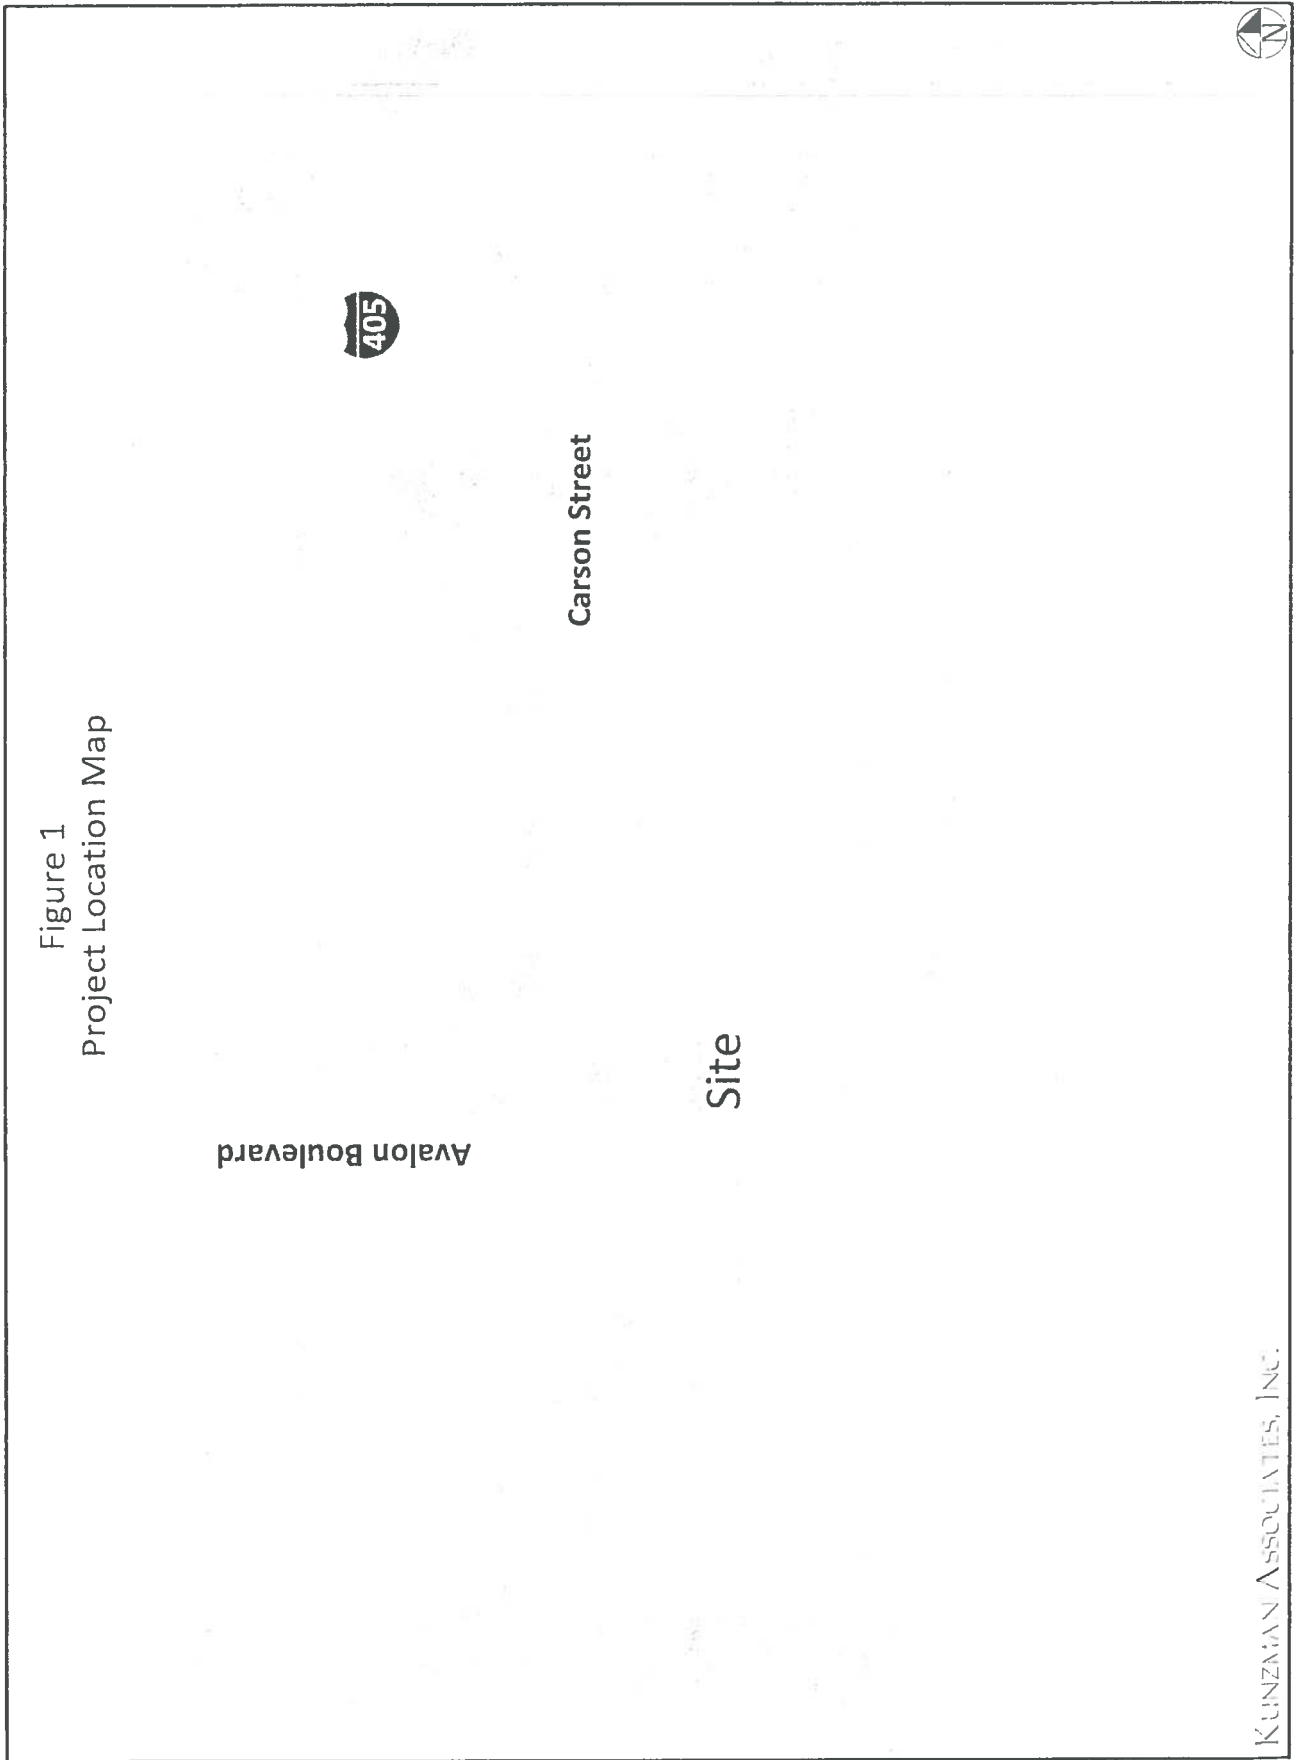 Figure 1
Project Location Map
405
Carson Street
Avalon Boulevard
Site
KUNZMAN ASSOCIATES, INC.
N